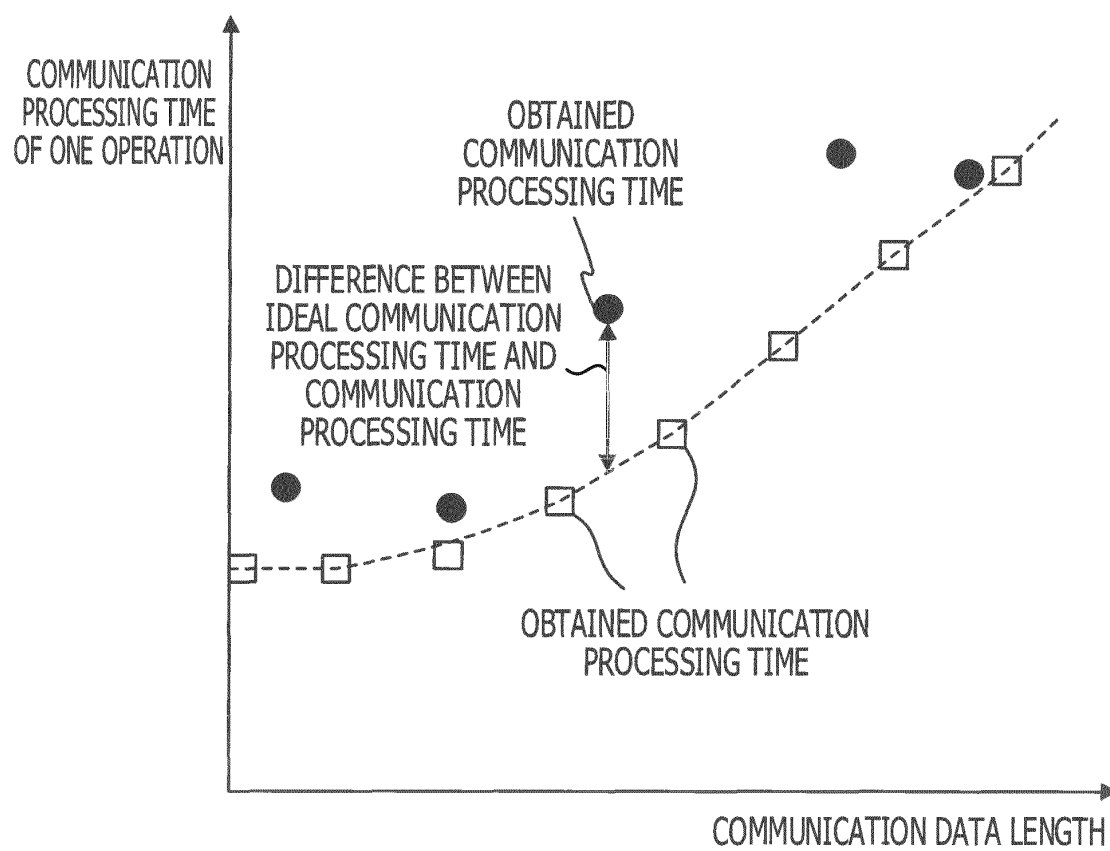 COMMUNICATION
PROCESSING TIME
OF ONE OPERATION
OBTAINED
COMMUNICATION
PROCESSING TIME
DIFFERENCE BETWEEN
IDEAL COMMUNICATION
PROCESSING TIME AND
COMMUNICATION
PROCESSING TIME
OBTAINED COMMUNICATION
PROCESSING TIME
COMMUNICATION DATA LENGTH